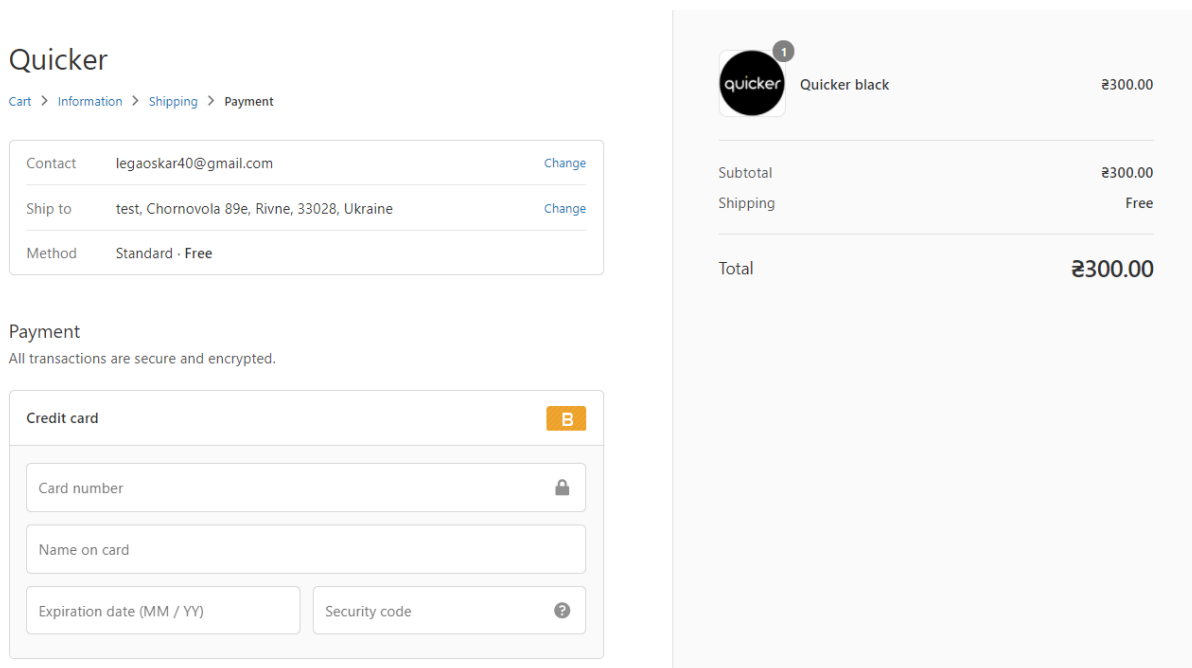 Quicker
Cart > Information > Shipping > Payment
Contact legaoskar40@gmail.com Change
Ship to test, Chornovola 89e, Rivne, 33028, Ukraine Change
Method Standard · Free
Payment
All transactions are secure and encrypted.
Credit card B
Card number
Name on card
Expiration date (MM / YY) Security code ?
1
quicker Quicker black ₴300.00
Subtotal ₴300.00
Shipping Free
Total ₴300.00